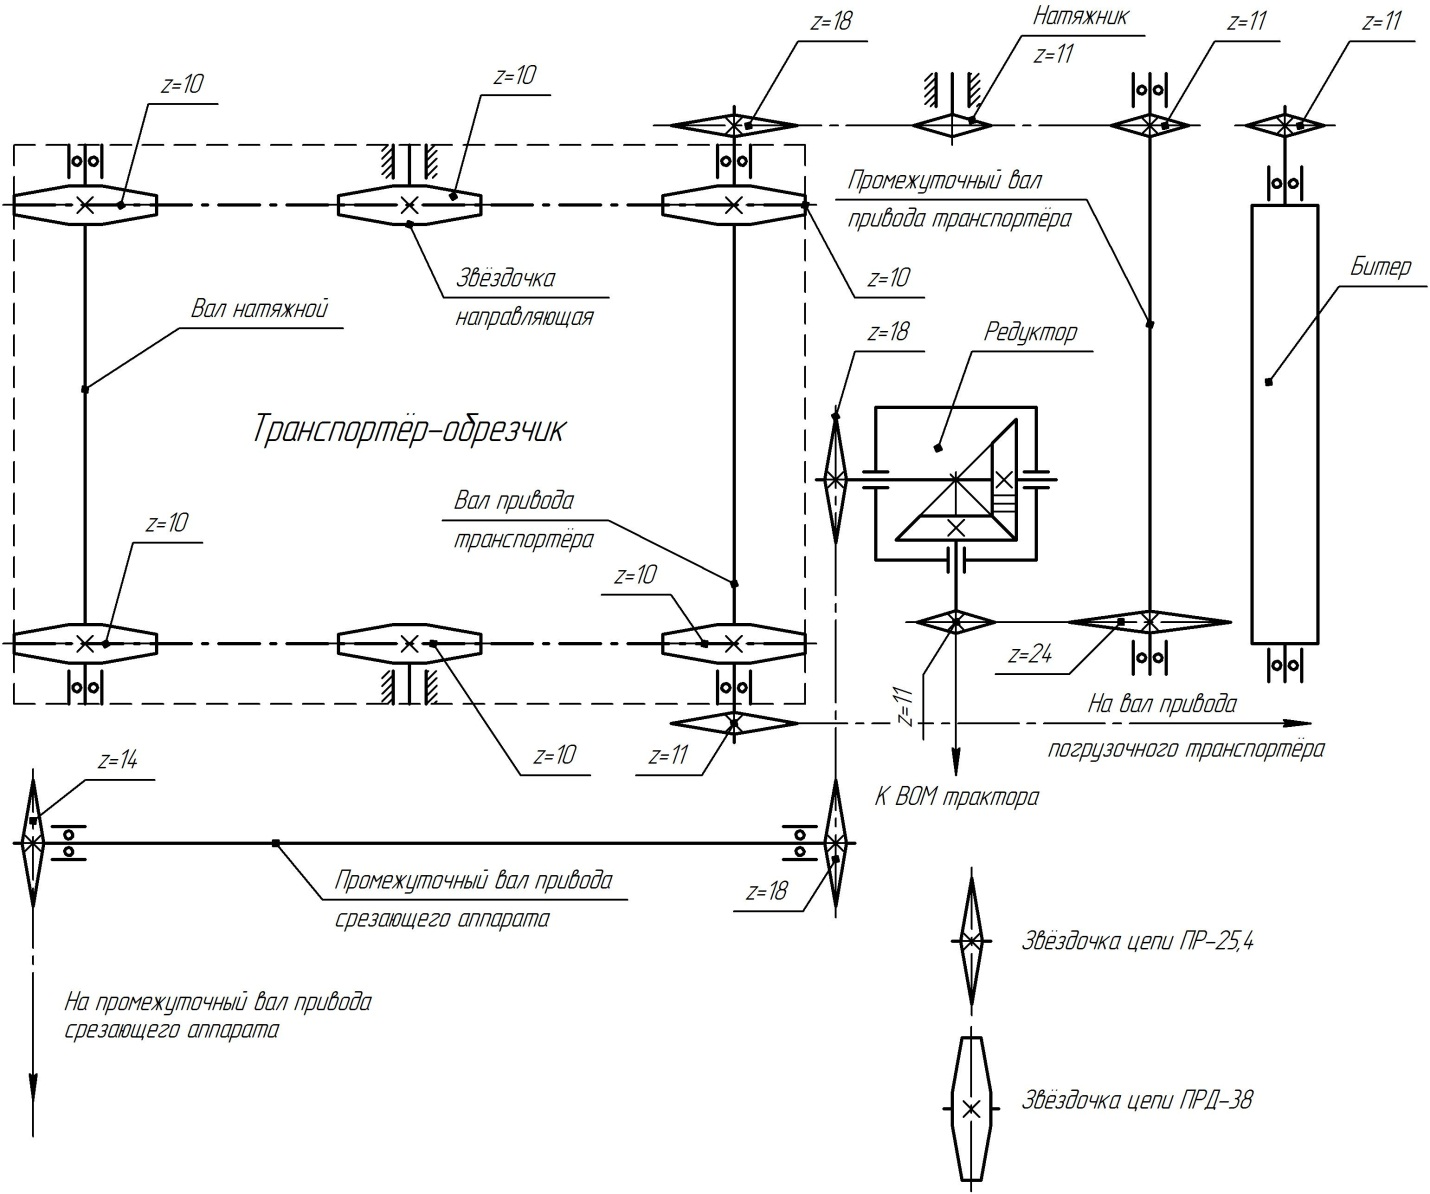 z=18
Натяжник
z=11
z=11
z=11
z=10
z=10
Промежуточный вал
привода транспортёра
Звёздочка
направляющая
z=10
Битер
Вал натяжной
z=18
Редуктор
Транспортёр-обрезчик
Вал привода
транспортёра
z=10
z=10
z=24
z=11
На вал привода
погрузочного транспортёра
z=14
z=10
z=11
К ВОМ трактора
Промежуточный вал привода
срезающего аппарата
z=18
Звёздочка цепи ПР-25,4
На промежуточный вал привода
срезающего аппарата
Звёздочка цепи ПРД-38